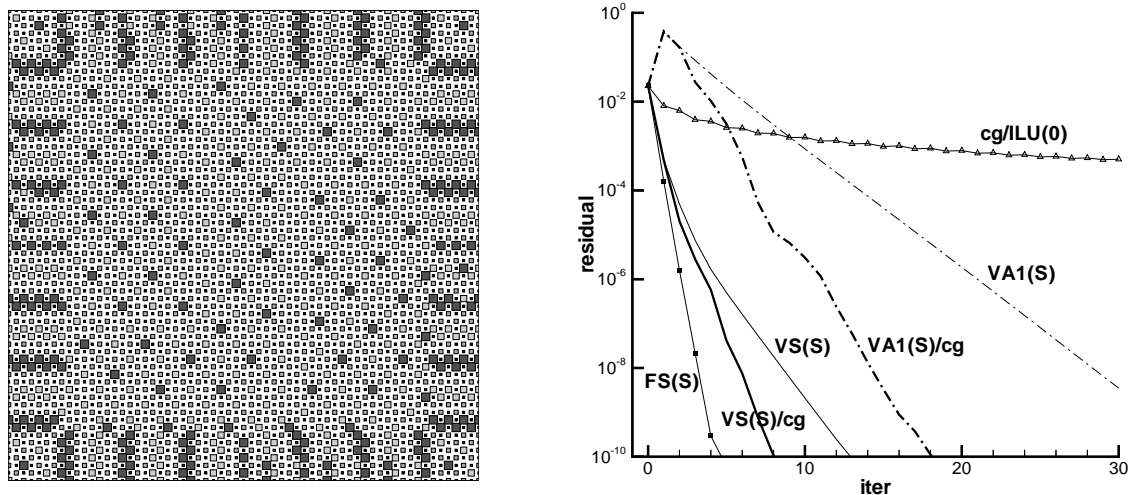 10^0
10^-2
10^-4
10^-6
10^-8
10^-10
residual
cg/ILU(0)
VA1(S)
VS(S)
VA1(S)/cg
FS(S)
VS(S)/cg
0
10
20
30
iter